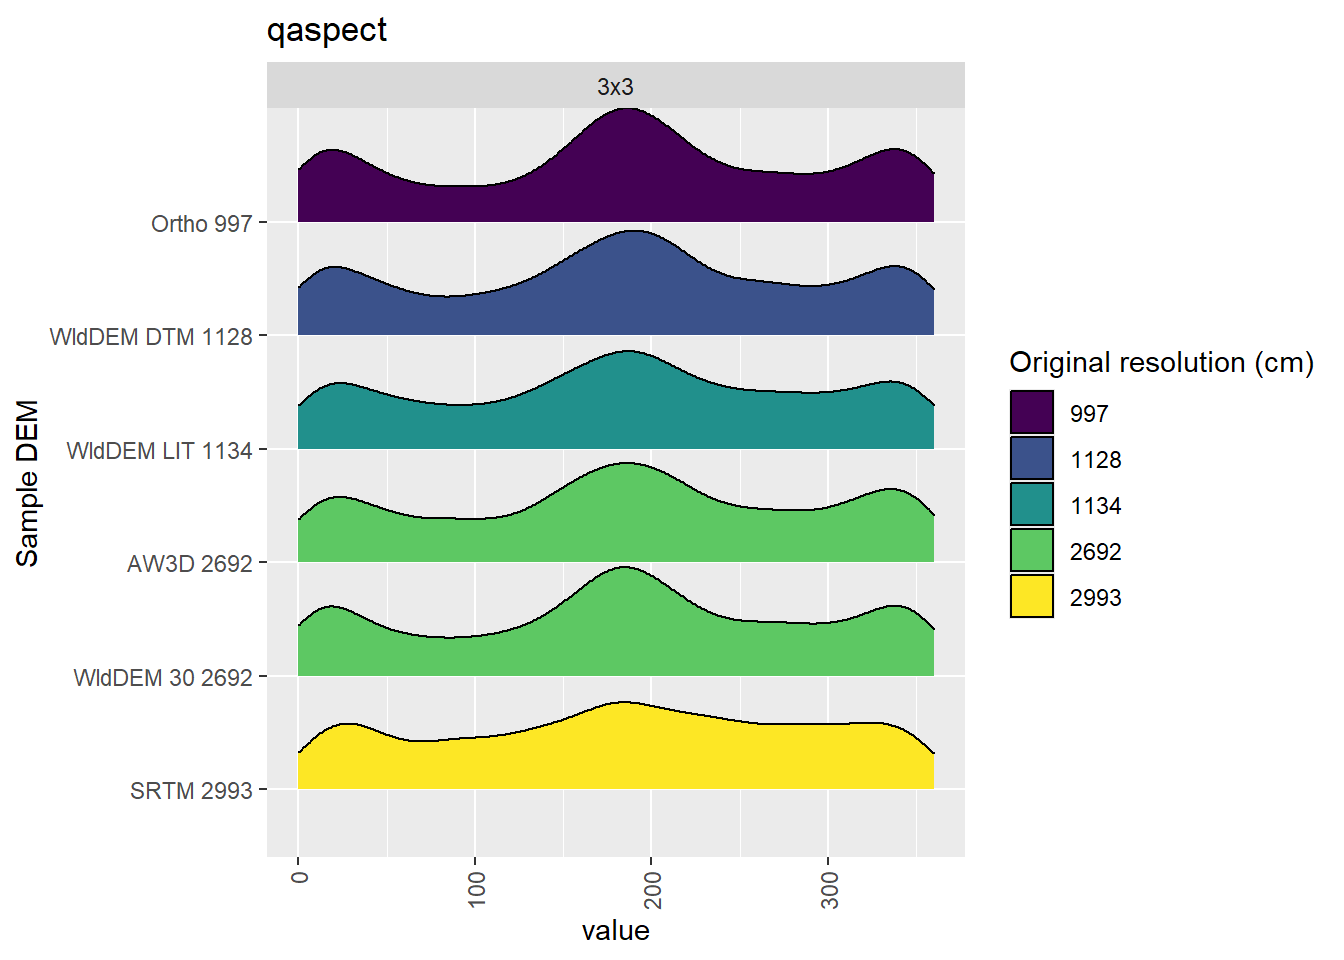 qaspect
3x3
Sample DEM
Ortho 997
WldDEM DTM 1128
WldDEM LIT 1134
AW3D 2692
WldDEM 30 2692
SRTM 2993
0
100
200
300
value
Original resolution (cm)
997
1128
1134
2692
2993